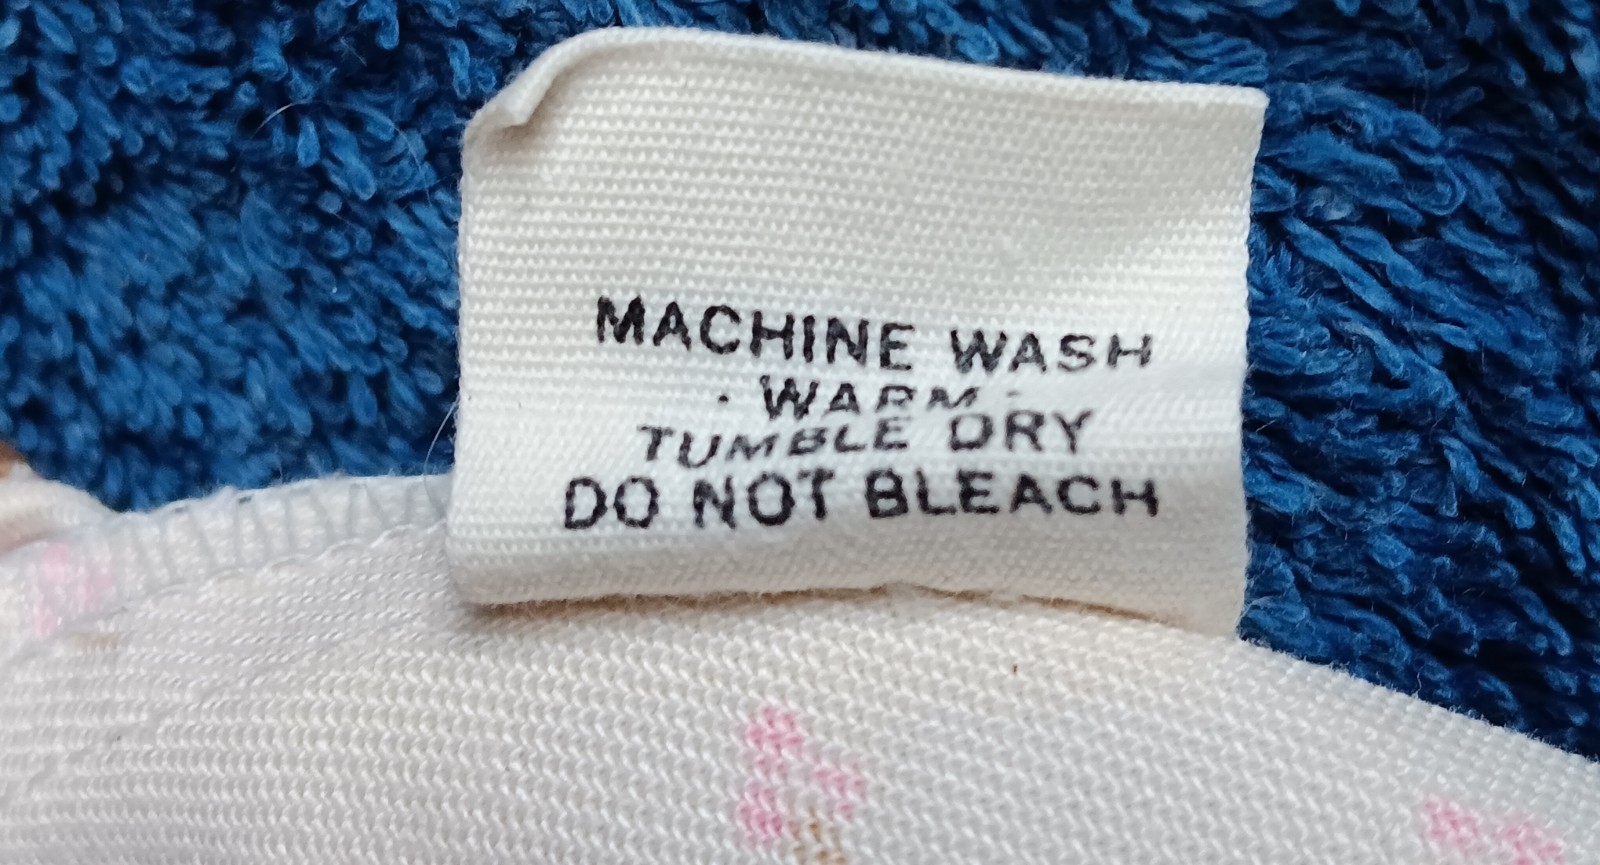 MACHINE WASH
· WARM -
TUMBLE DRY
DO NOT BLEACH